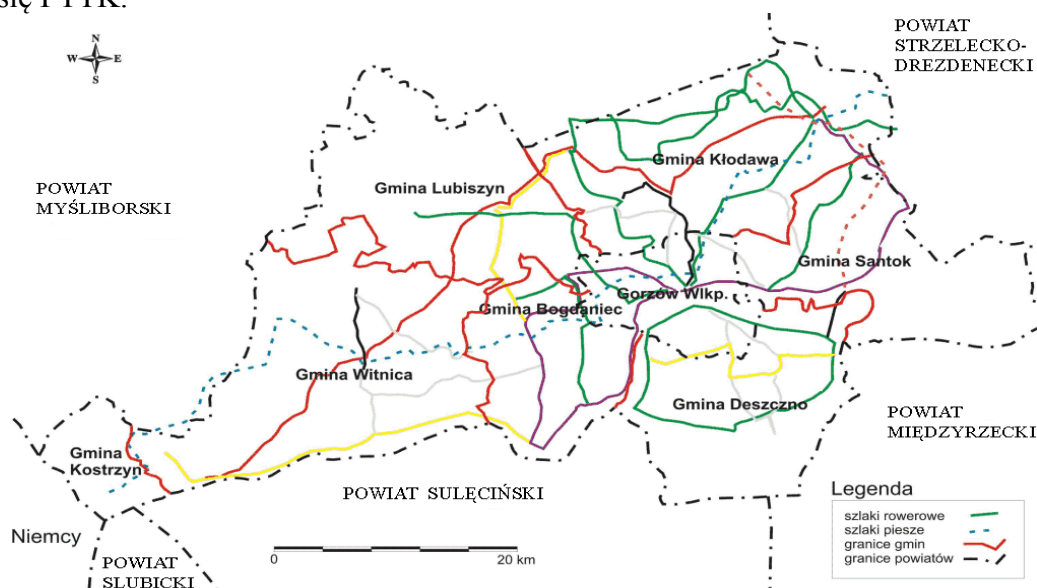 się PTTK.
POWIAT
STRZELECKO-
DREZDENECKI
N
W E
S
Gmina Kłodawa
POWIAT
MYŚLIBORSKI
Gmina Lubiszyn
Gmina Santok
Gorzów Wlkp.
Gmina Bogdaniec
Gmina Witnica
Gmina Deszczno
POWIAT
MIĘDZYRZECKI
Gmina
Kostrzyn
POWIAT SULĘCIŃSKI
Legenda
szlaki rowerowe
szlaki piesze
granice gmin
granice powiatów
Niemcy
0 20 km
POWIAT
SLUBICKI